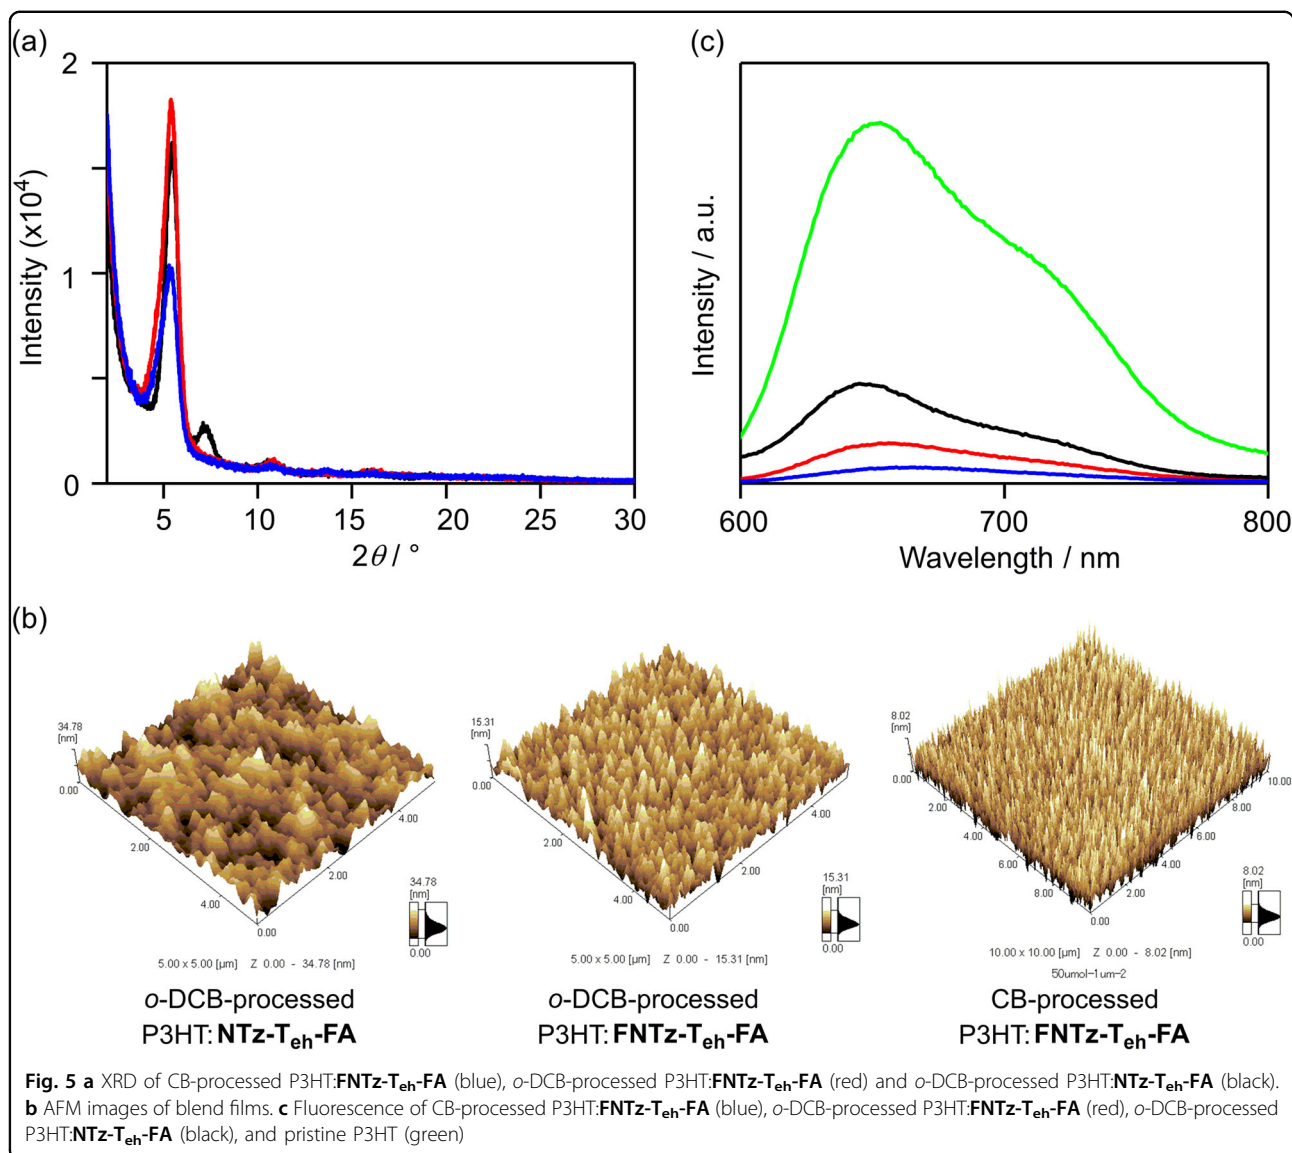 (a)
(c)
2
1
0
Intensity (x10⁴)
5
10
15
20
25
30
2θ / °
Intensity / a.u.
600
700
800
Wavelength / nm
(b)
34.78
[nm]
0.00
2.00
4.00
4.00
2.00
0.00
34.78
[nm]
0.00
5.00 x 5.00 [µm] Z 0.00 - 34.78 [nm]
15.31
[nm]
0.00
2.00
4.00
4.00
2.00
0.00
15.31
[nm]
0.00
5.00 x 5.00 [µm] Z 0.00 - 15.31 [nm]
8.02
[nm]
0.00
2.00
4.00
6.00
8.00
10.00
8.00
6.00
4.00
2.00
0.00
8.02
[nm]
0.00
10.00 x 10.00 [µm] Z 0.00 - 8.02 [nm]
50umol-1um-2
o-DCB-processed
P3HT: NTz-Teh-FA
o-DCB-processed
P3HT: FNTz-Teh-FA
CB-processed
P3HT: FNTz-Teh-FA
Fig. 5 a XRD of CB-processed P3HT:FNTz-Teh-FA (blue), o-DCB-processed P3HT:FNTz-Teh-FA (red) and o-DCB-processed P3HT:NTz-Teh-FA (black).
b AFM images of blend films. c Fluorescence of CB-processed P3HT:FNTz-Teh-FA (blue), o-DCB-processed P3HT:FNTz-Teh-FA (red), o-DCB-processed
P3HT:NTz-Teh-FA (black), and pristine P3HT (green)